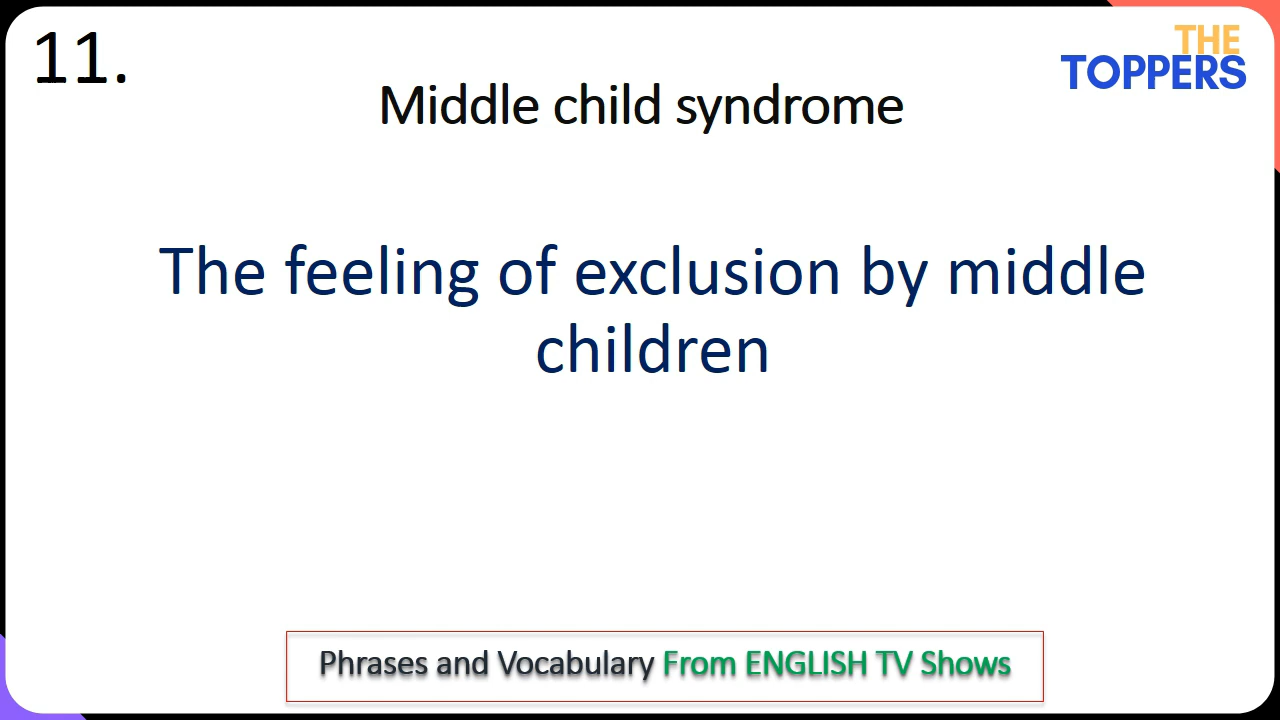 11.
THE
TOPPERS
Middle child syndrome
The feeling of exclusion by middle
children
Phrases and Vocabulary From ENGLISH TV Shows